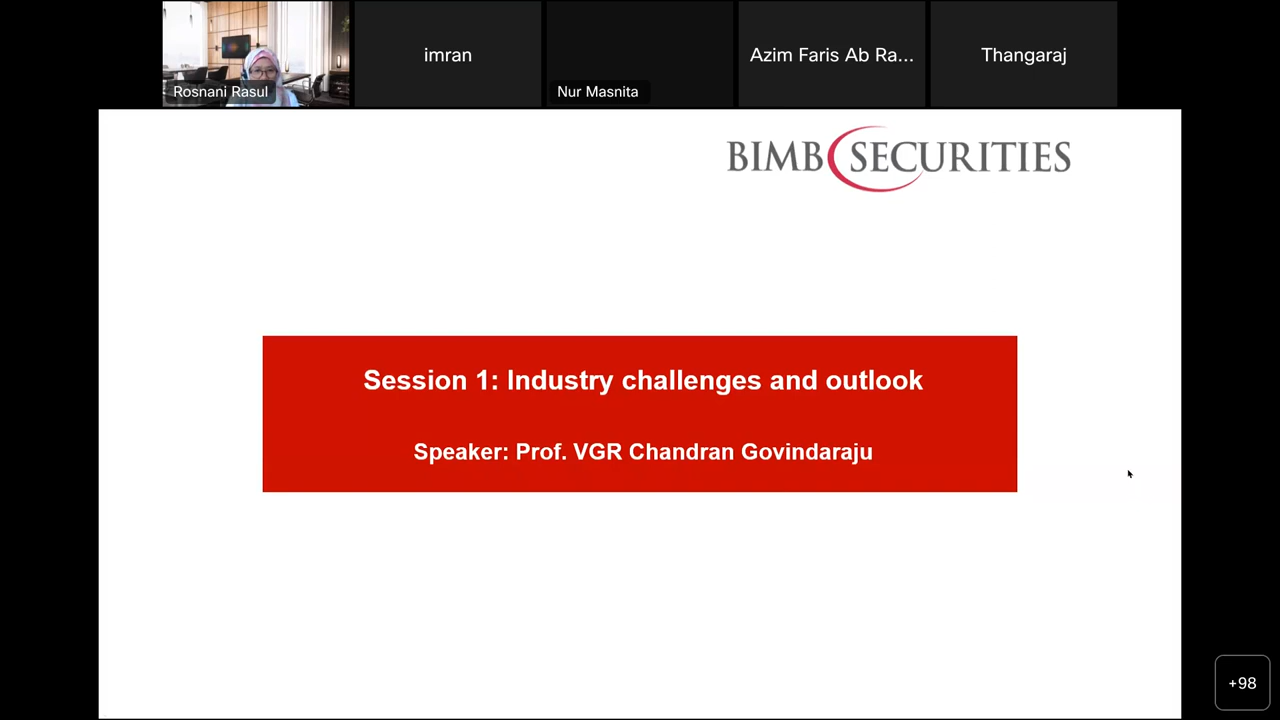 Rosnani Rasul
imran
Nur Masnita
Azim Faris Ab Ra...
Thangaraj
BIMB SECURITIES
Session 1: Industry challenges and outlook
Speaker: Prof. VGR Chandran Govindaraju
+98